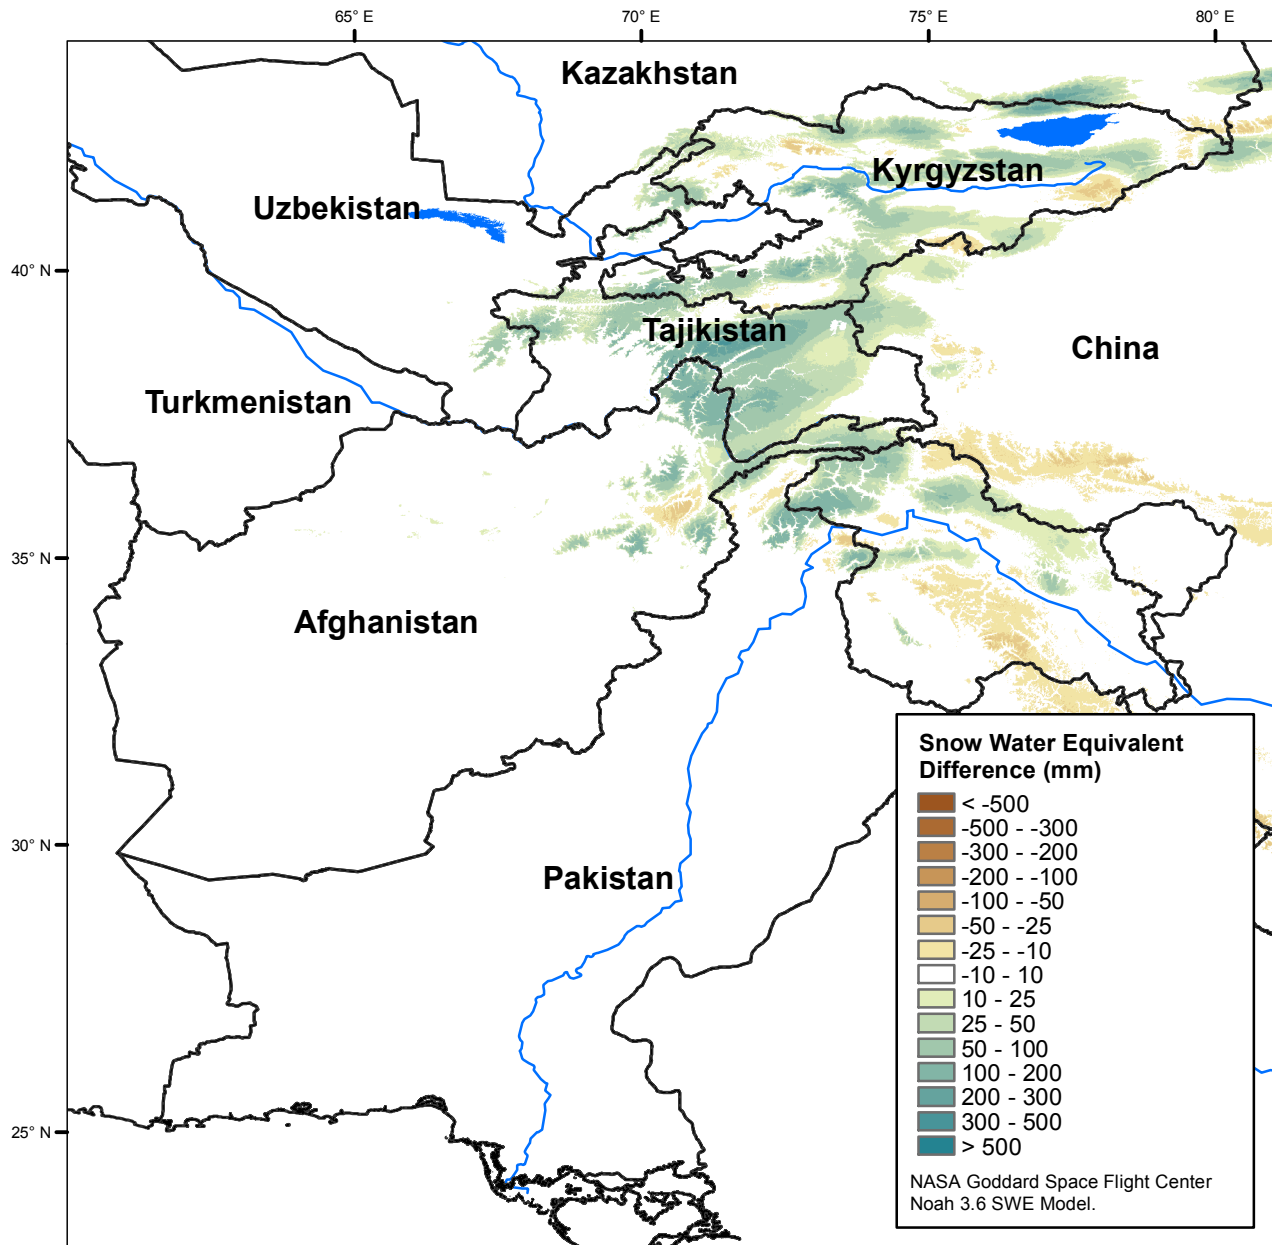 65° E
70° E
75° E
80° E
Kazakhstan
Kyrgyzstan
Uzbekistan
40° N
Tajikistan
China
Turkmenistan
35° N
Afghanistan
30° N
Pakistan
25° N
Snow Water Equivalent
Difference (mm)
< -500
-500 - -300
-300 - -200
-200 - -100
-100 - -50
-50 - -25
-25 - -10
-10 - 10
10 - 25
25 - 50
50 - 100
100 - 200
200 - 300
300 - 500
> 500
NASA Goddard Space Flight Center
Noah 3.6 SWE Model.